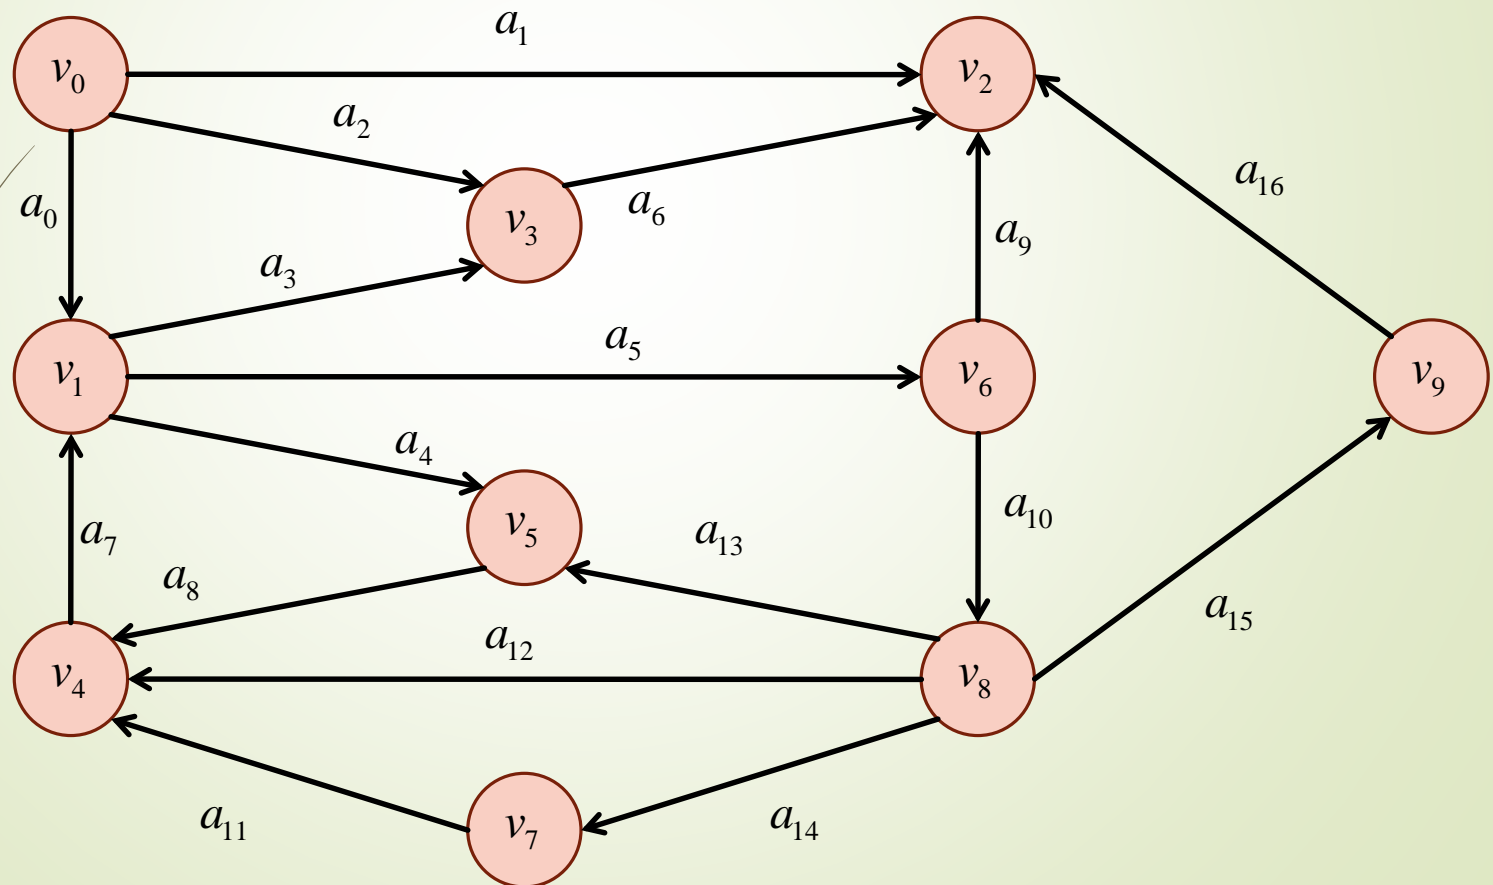 a₁
v₀
v₂
a₂
a₁₆
a₀
a₆
v₃
a₉
a₃
a₅
v₁
v₆
v₉
a₄
a₁₀
v₅
a₇
a₁₃
a₈
a₁₅
a₁₂
v₄
v₈
a₁₁
v₇
a₁₄